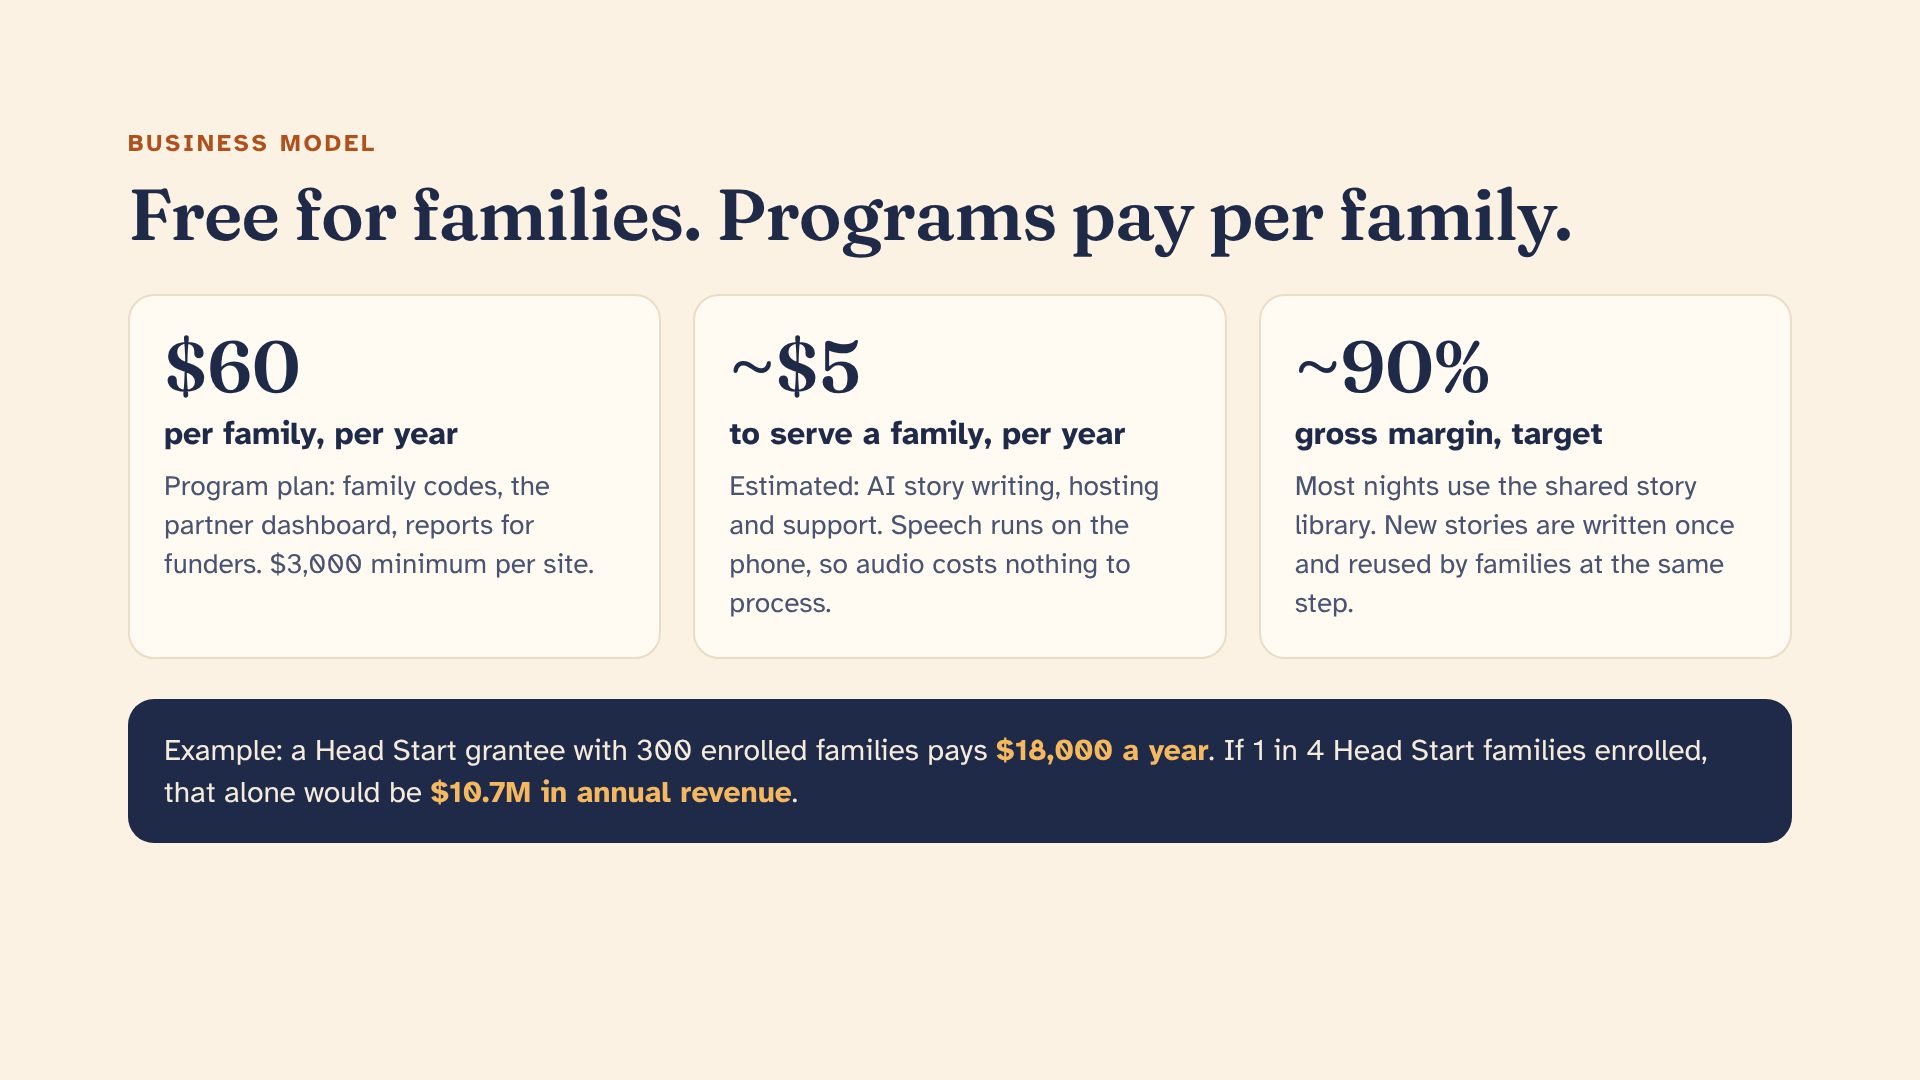 BUSINESS MODEL
Free for families. Programs pay per family.
$60
per family, per year
Program plan: family codes, the
partner dashboard, reports for
funders. $3,000 minimum per site.
~$5
to serve a family, per year
Estimated: AI story writing, hosting
and support. Speech runs on the
phone, so audio costs nothing to
process.
~90%
gross margin, target
Most nights use the shared story
library. New stories are written once
and reused by families at the same
step.
Example: a Head Start grantee with 300 enrolled families pays $18,000 a year. If 1 in 4 Head Start families enrolled,
that alone would be $10.7M in annual revenue.